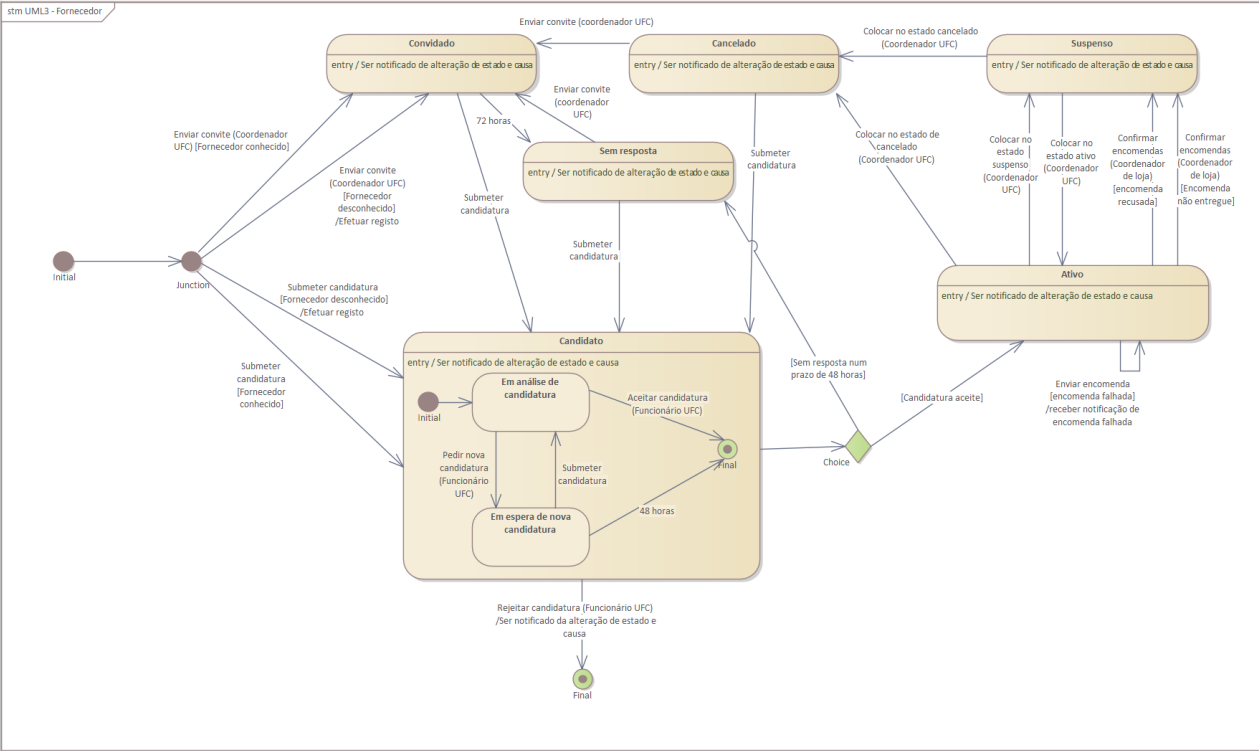 stm UML3 - Fornecedor
Enviar convite (coordenador UFC)
Convidado
entry / Ser notificado de alteração de estado e causa
Cancelado
entry / Ser notificado de alteração de estado e causa
Colocar no estado cancelado
(Coordenador UFC)
Suspenso
entry / Ser notificado de alteração de estado e causa
Enviar convite
(coordenador
UFC)
72 horas
Enviar convite (Coordenador
UFC) [Fornecedor conhecido]
Sem resposta
entry / Ser notificado de alteração de estado e causa
Submeter
candidatura
Colocar no estado de
cancelado
(Coordenador UFC)
Colocar no
estado
suspenso
(Coordenador
UFC)
Colocar no
estado ativo
(Coordenador
UFC)
Confirmar
encomendas
(Coordenador
de loja)
[encomenda
recusada]
Confirmar
encomendas
(Coordenador
de loja)
[Encomenda
não entregue]
Enviar convite
(Coordenador UFC)
[Fornecedor
desconhecido]
/Efetuar registo
Submeter
candidatura
Submeter
candidatura
Initial
Junction
Ativo
entry / Ser notificado de alteração de estado e causa
Submeter candidatura
[Fornecedor desconhecido]
/Efetuar registo
Submeter
candidatura
[Fornecedor
conhecido]
Candidato
entry / Ser notificado de alteração de estado e causa
Em análise de
candidatura
Initial
Aceitar candidatura
(Funcionário UFC)
Final
Pedir nova
candidatura
(Funcionário
UFC)
Submeter
candidatura
48 horas
Em espera de nova
candidatura
[Sem resposta num
prazo de 48 horas]
[Candidatura aceite]
Choice
Enviar encomenda
[encomenda falhada]
/receber notificação de
encomenda falhada
Rejeitar candidatura (Funcionário UFC)
/Ser notificado da alteração de estado e
causa
Final